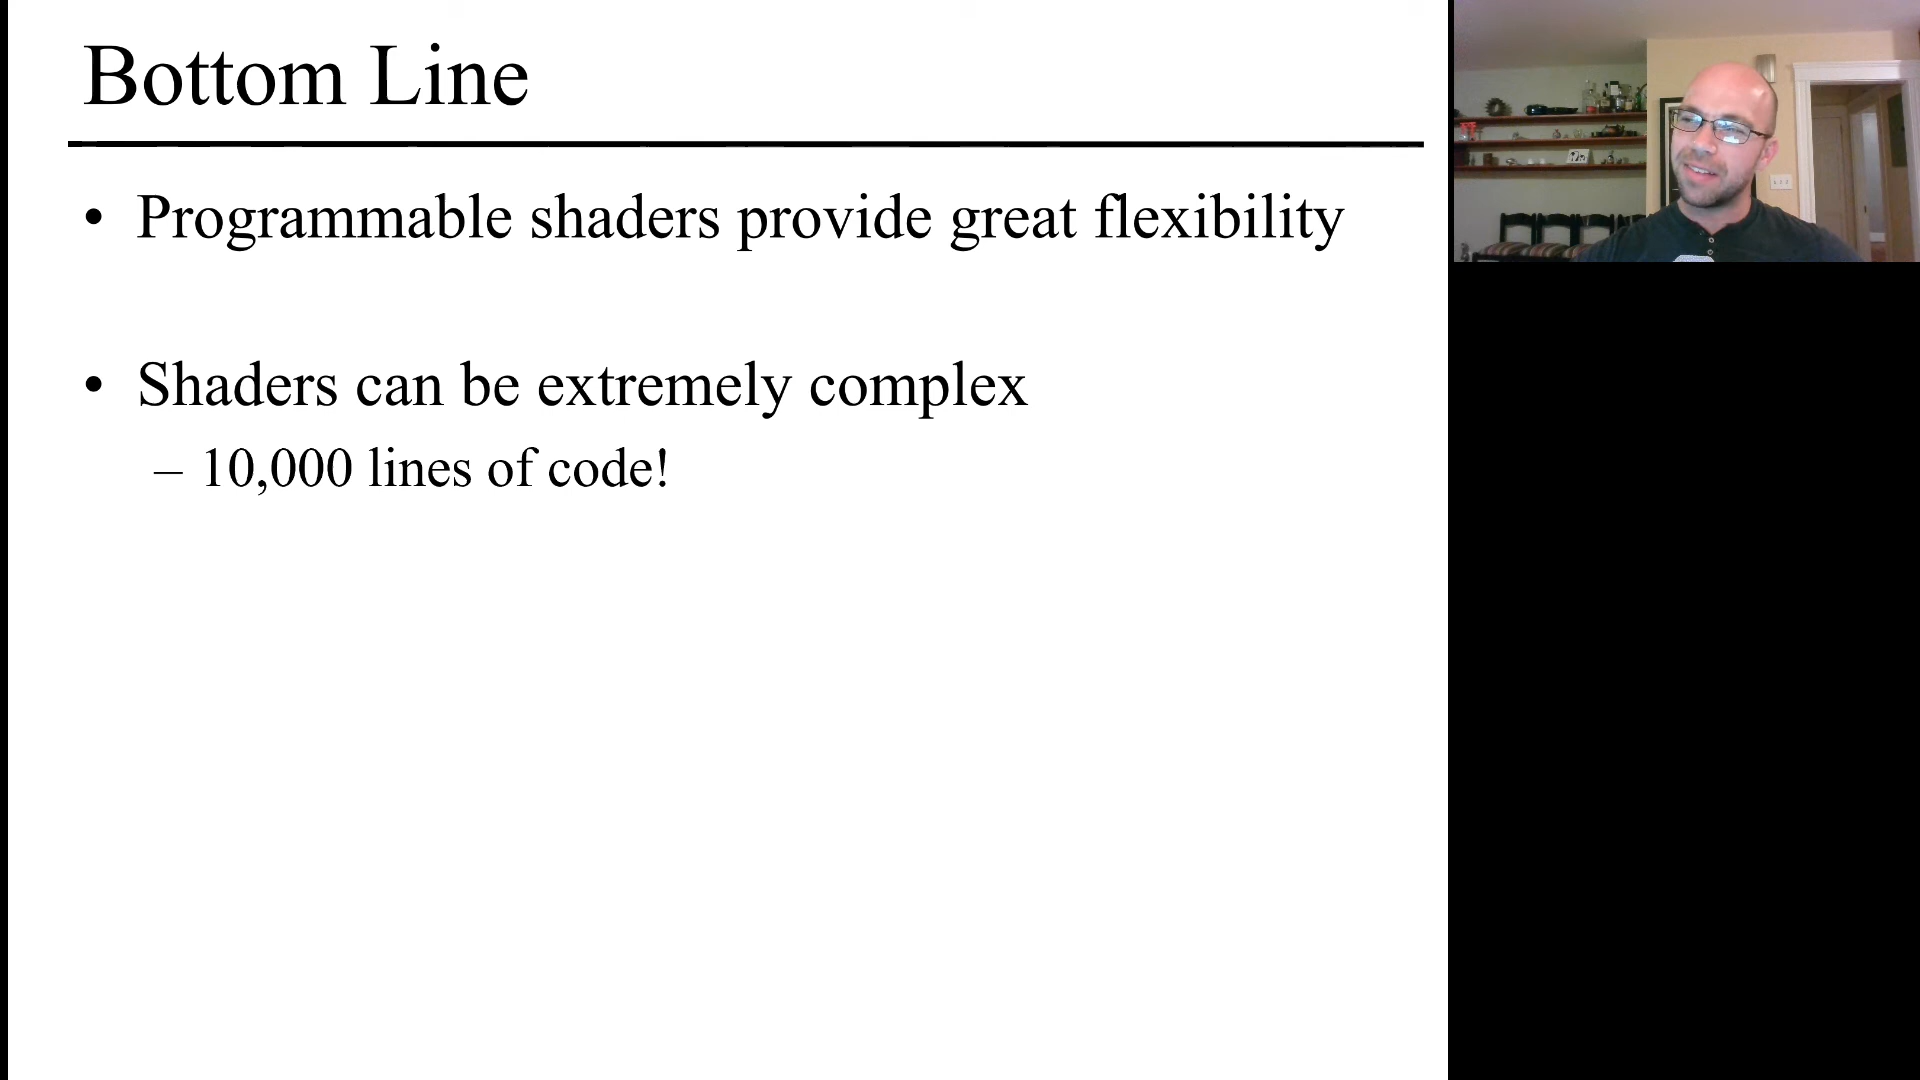 Bottom Line
• Programmable shaders provide great flexibility
• Shaders can be extremely complex
– 10,000 lines of code!